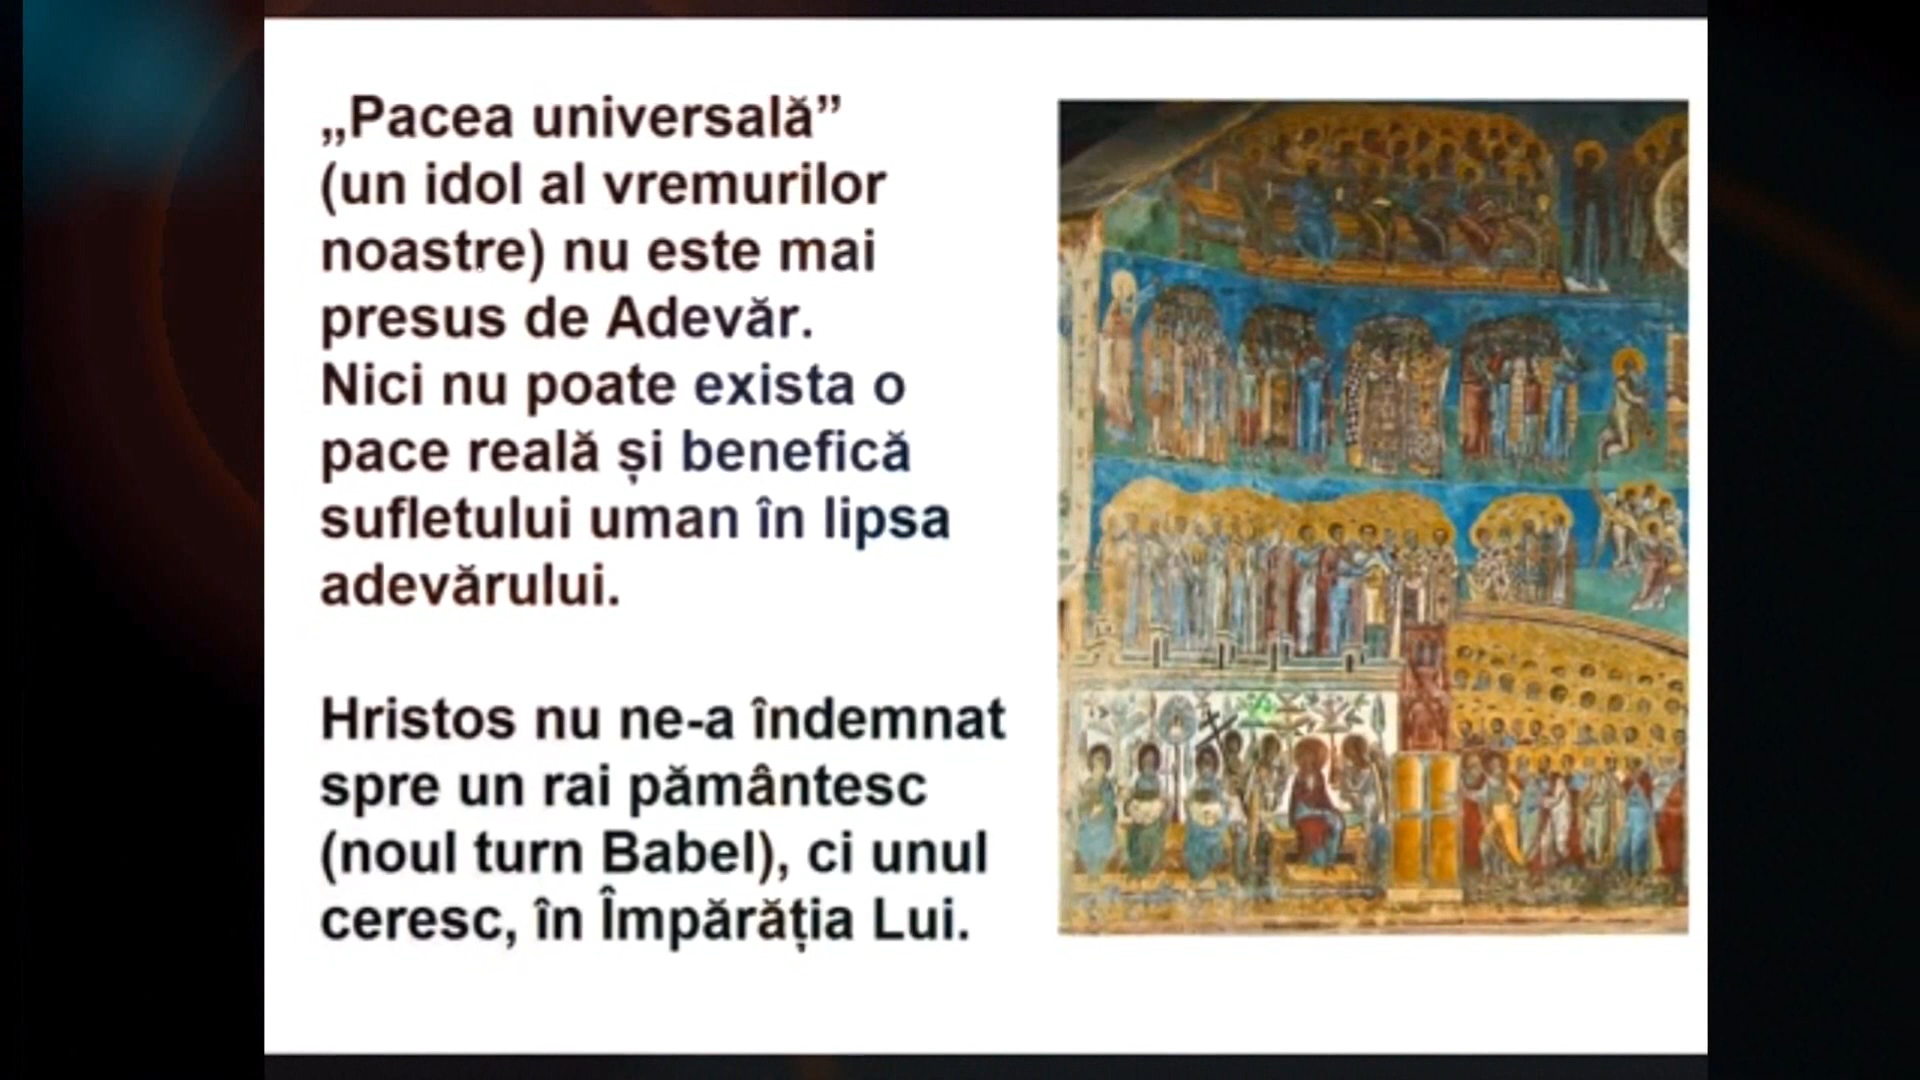 „Pacea universală”
(un idol al vremurilor
noastre) nu este mai
presus de Adevăr.
Nici nu poate exista o
pace reală și benefică
sufletului uman în lipsa
adevărului.
Hristos nu ne-a îndemnat
spre un rai pământesc
(noul turn Babel), ci unul
ceresc, în Împărăția Lui.